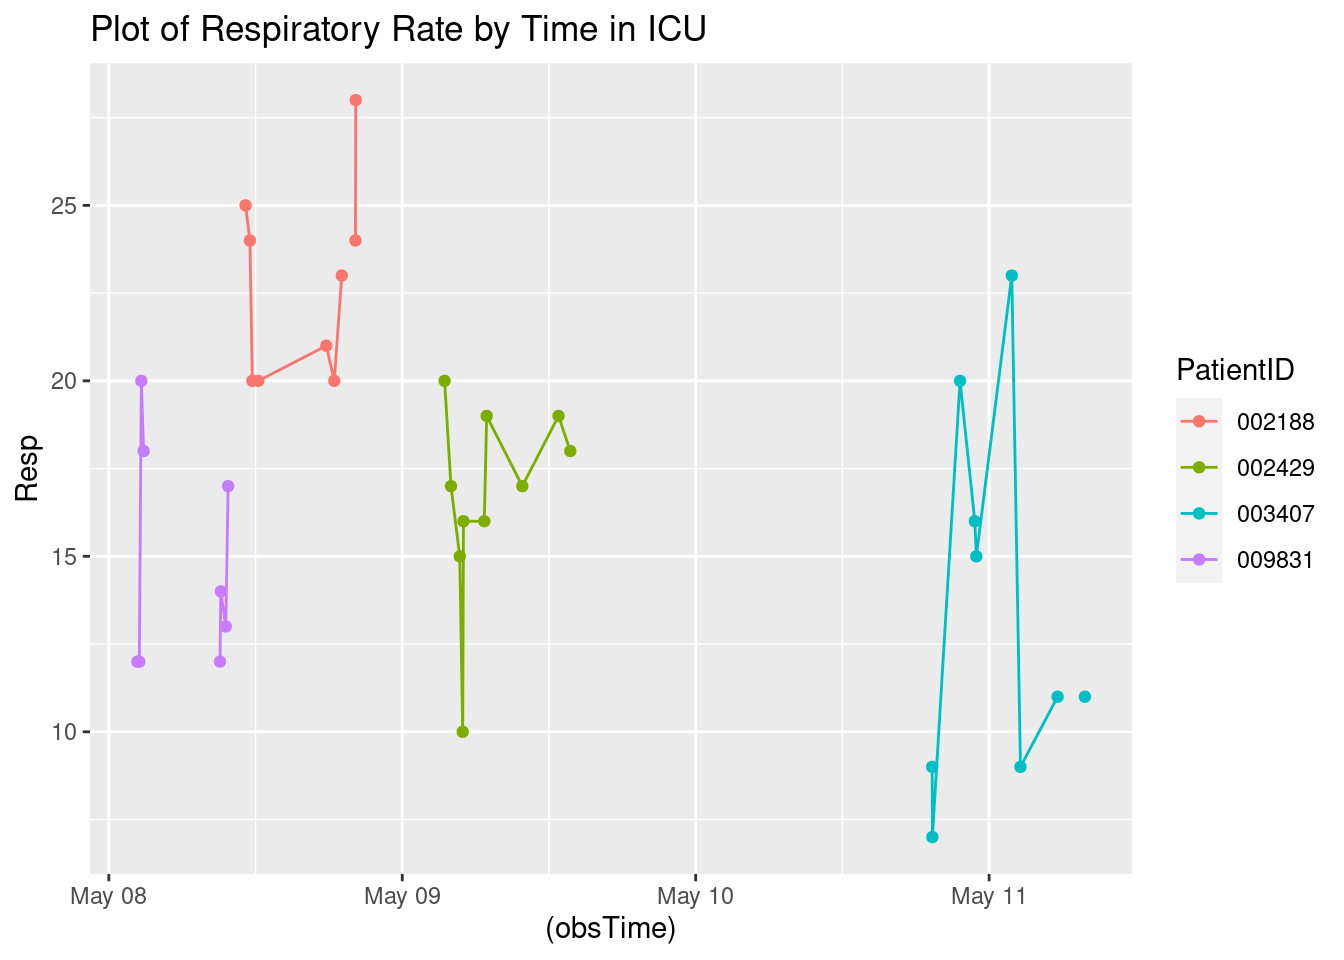 Plot of Respiratory Rate by Time in ICU
25
20
15
10
Resp
May 08
May 09
May 10
May 11
(obsTime)
PatientID
002188
002429
003407
009831